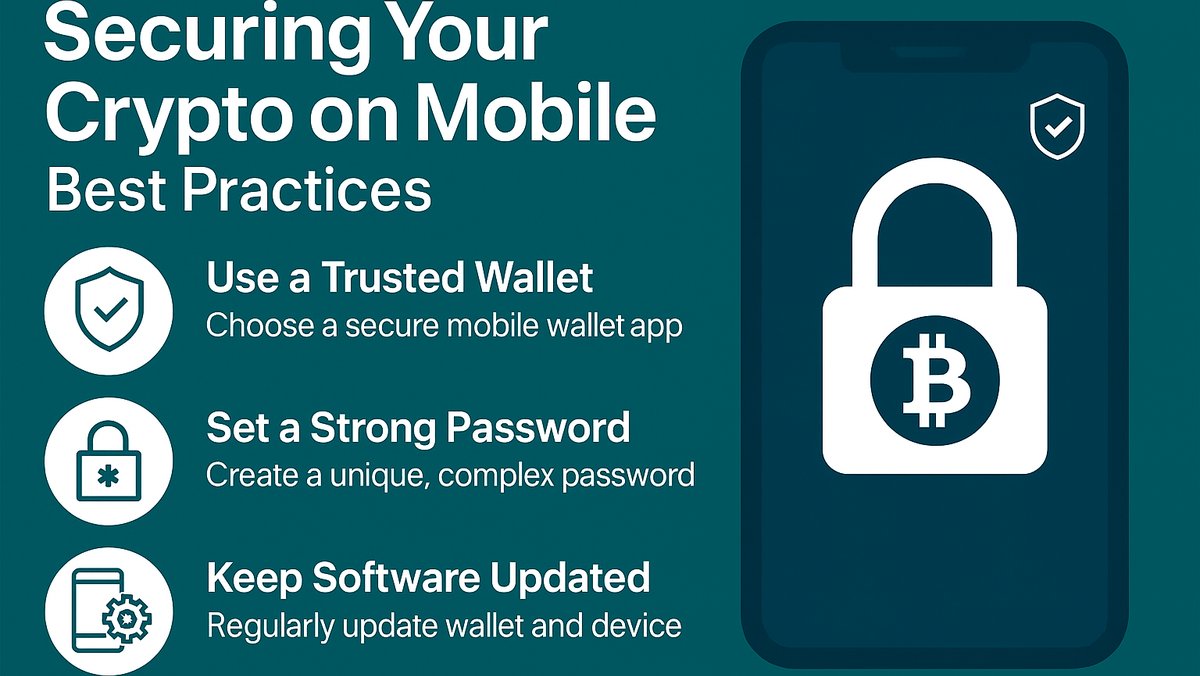 Securing Your
Crypto on Mobile
Best Practices
Use a Trusted Wallet
Choose a secure mobile wallet app
Set a Strong Password
Create a unique, complex password
Keep Software Updated
Regularly update wallet and device